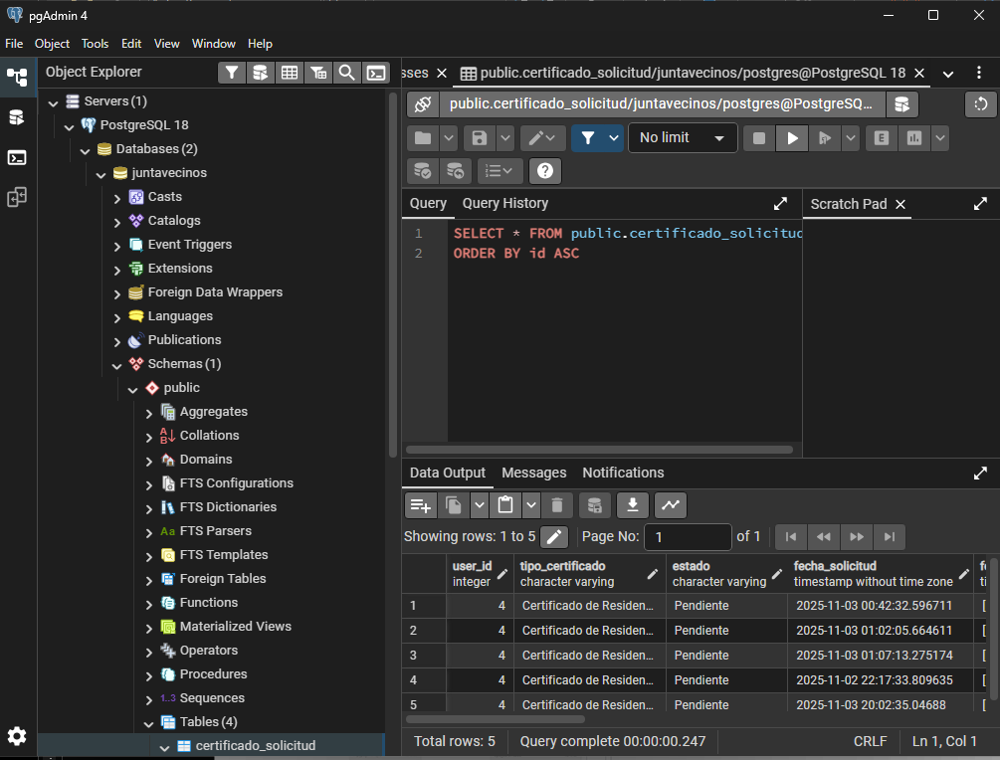 pgAdmin 4
File Object Tools Edit View Window Help
Object Explorer
Servers (1)
PostgreSQL 18
Databases (2)
juntavecinos
Casts
Catalogs
Event Triggers
Extensions
Foreign Data Wrappers
Languages
Publications
Schemas (1)
public
Aggregates
Collations
Domains
FTS Configurations
FTS Dictionaries
Aa FTS Parsers
FTS Templates
Foreign Tables
Functions
Materialized Views
Operators
Procedures
1..3 Sequences
Tables (4)
certificado_solicitud
sses public.certificado_solicitud/juntavecinos/postgres@PostgreSQL 18
public.certificado_solicitud/juntavecinos/postgres@PostgreSQ...
No limit E
Query Query History Scratch Pad
1 SELECT * FROM public.certificado_solicitud
2 ORDER BY id ASC
Data Output Messages Notifications
Showing rows: 1 to 5 Page No: 1 of 1
user_id tipo_certificado estado fecha_solicitud
integer character varying character varying timestamp without time zone
1 4 Certificado de Residen... Pendiente 2025-11-03 00:42:32.596711 [
2 4 Certificado de Residen... Pendiente 2025-11-03 01:02:05.664611 [
3 4 Certificado de Residen... Pendiente 2025-11-03 01:07:13.275174 [
4 4 Certificado de Residen... Pendiente 2025-11-02 22:17:33.809635 [
5 4 Certificado de Residen... Pendiente 2025-11-03 20:02:35.04688 [
Total rows: 5 Query complete 00:00:00.247 CRLF Ln 1, Col 1